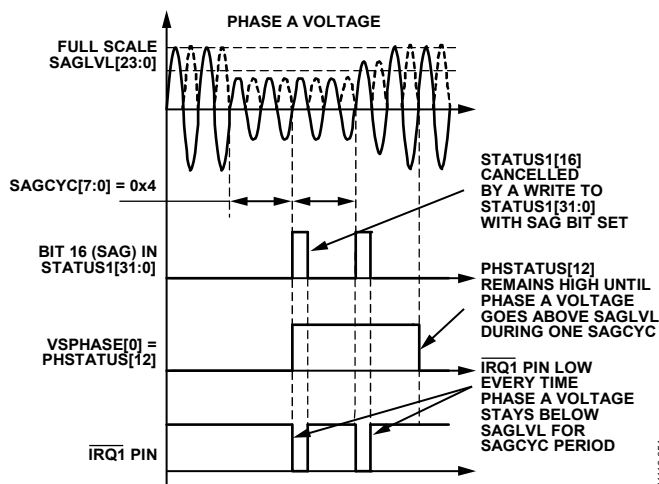 PHASE A VOLTAGE
FULL SCALE
SAGLVL[23:0]
SAGCYC[7:0] = 0x4
STATUS1[16]
CANCELLED
BY A WRITE TO
STATUS1[31:0]
WITH SAG BIT SET
BIT 16 (SAG) IN
STATUS1[31:0]
PHSTATUS[12]
REMAINS HIGH UNTIL
PHASE A VOLTAGE
GOES ABOVE SAGLVL
DURING ONE SAGCYC
VSPHASE[0] =
PHSTATUS[12]
IRQ1 PIN LOW
EVERY TIME
PHASE A VOLTAGE
STAYS BELOW
SAGLVL FOR
SAGCYC PERIOD
IRQ1 PIN